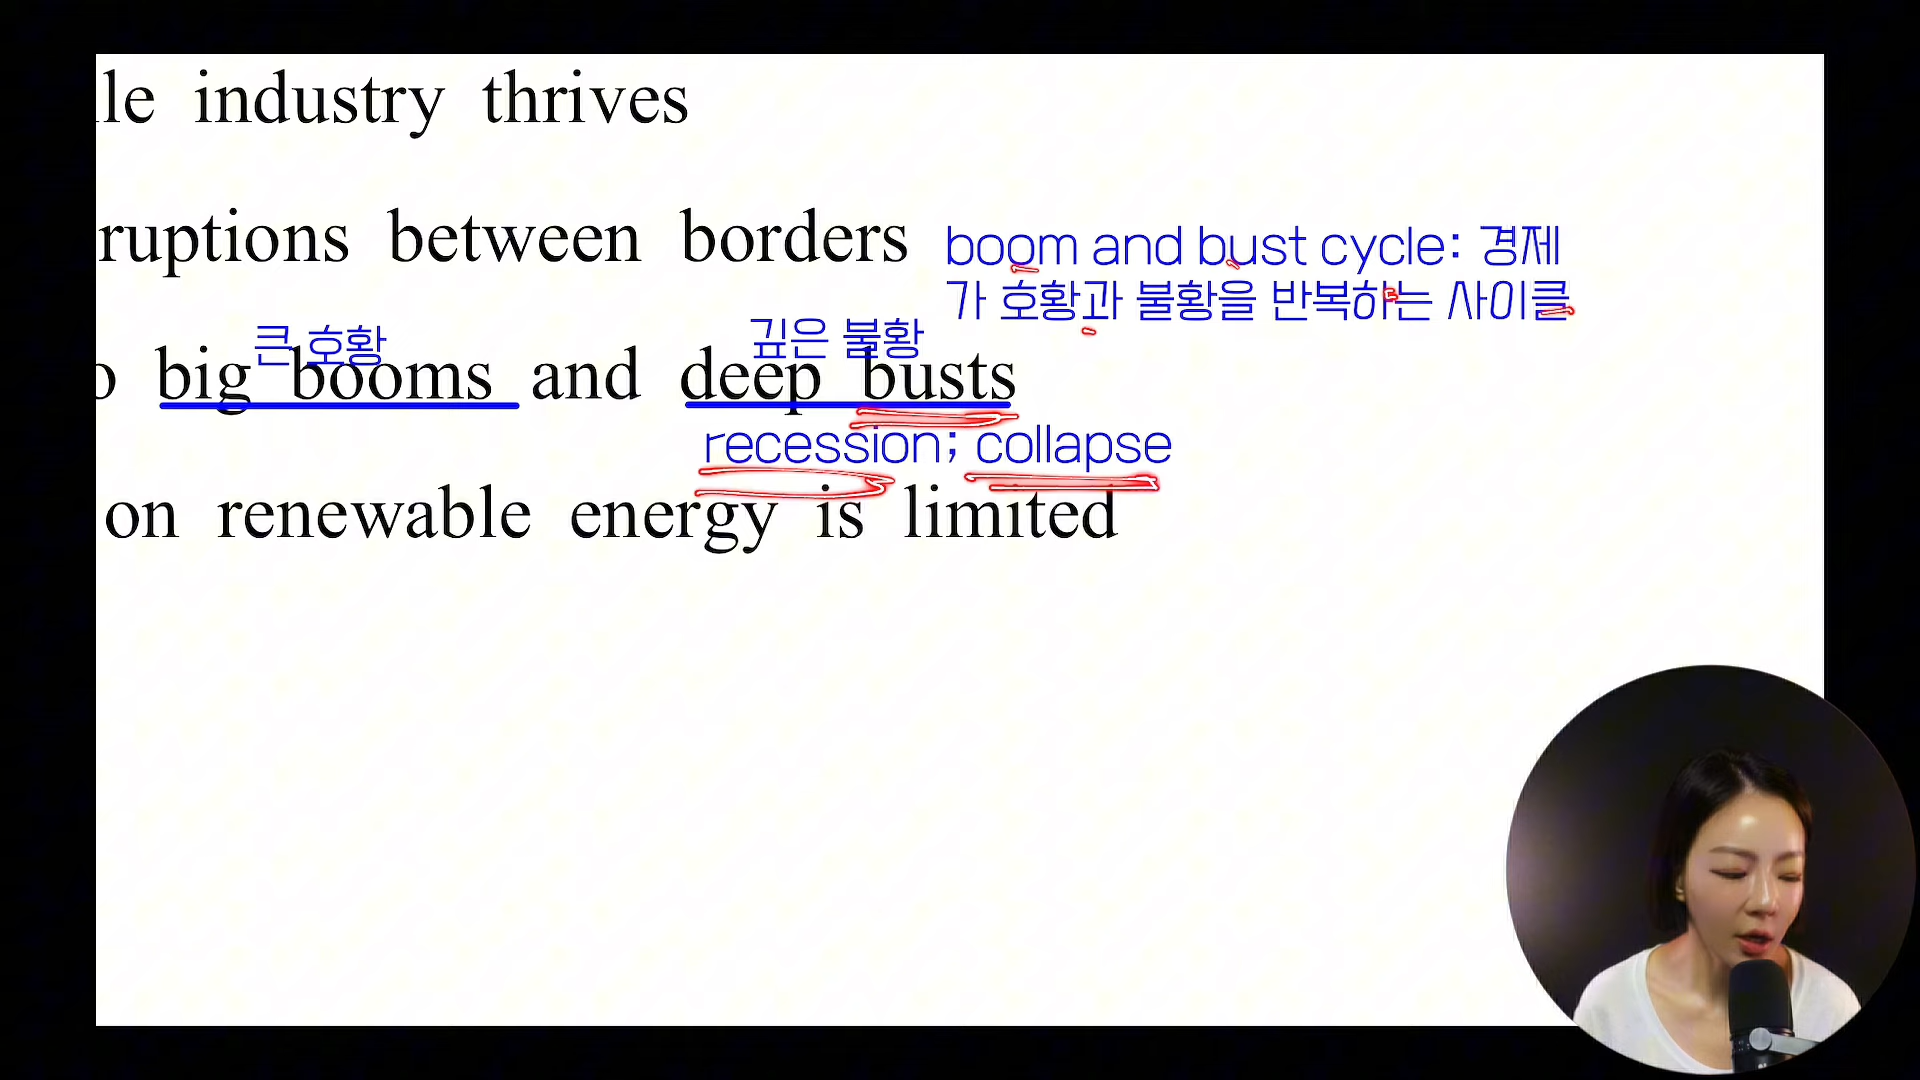 le industry thrives
ruptions between borders
boom and bust cycle: 경제
가 호황과 불황을 반복하는 사이클
큰 호황
깊은 불황
o big booms and deep busts
recession; collapse
on renewable energy is limited